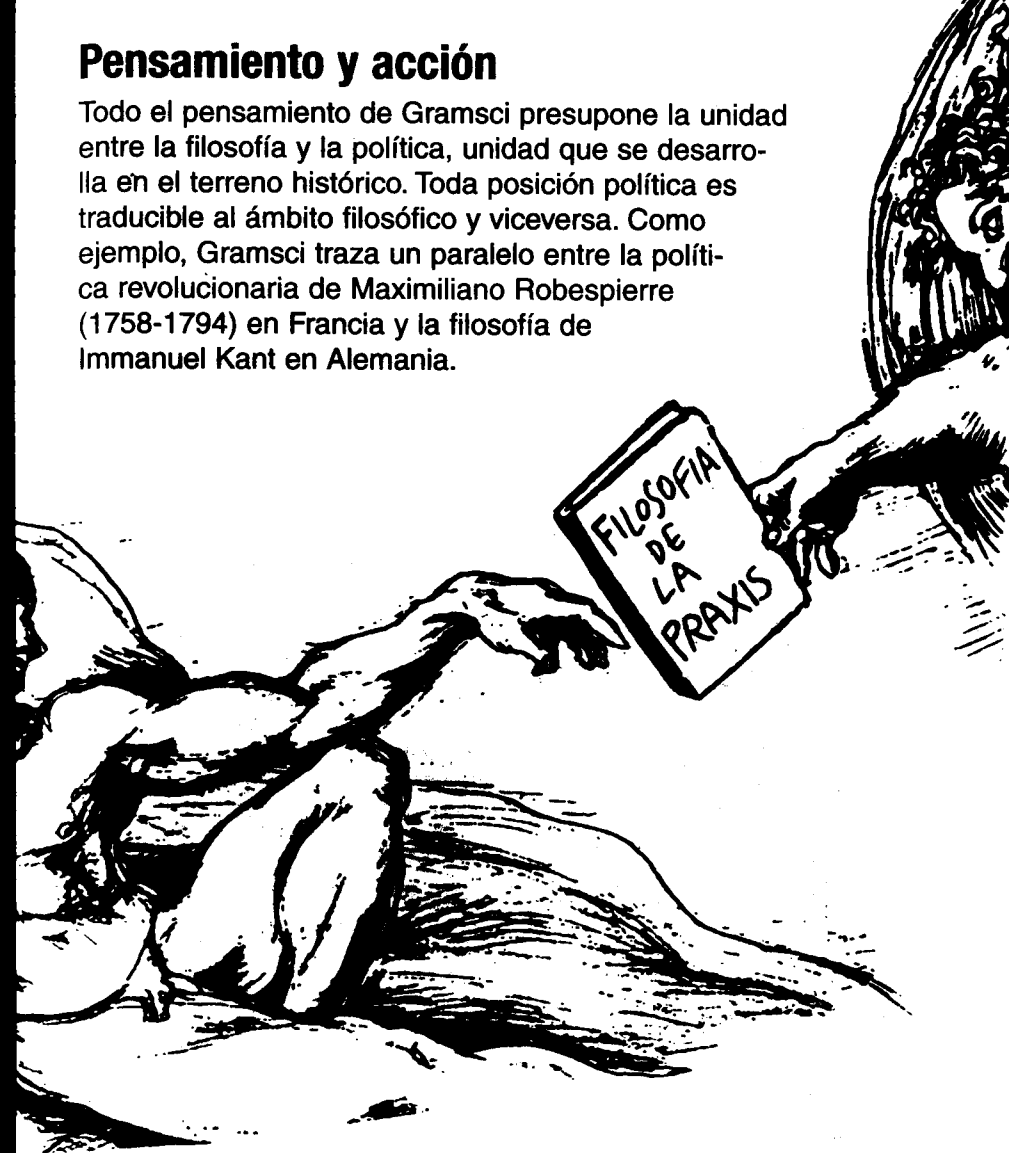 Pensamiento y acción
Todo el pensamiento de Gramsci presupone la unidad
entre la filosofía y la política, unidad que se desarro-
lla en el terreno histórico. Toda posición política es
traducible al ámbito filosófico y viceversa. Como
ejemplo, Gramsci traza un paralelo entre la políti-
ca revolucionaria de Maximiliano Robespierre
(1758-1794) en Francia y la filosofía de
Immanuel Kant en Alemania.
FILOSOFIA
DE
LA
PRAXIS